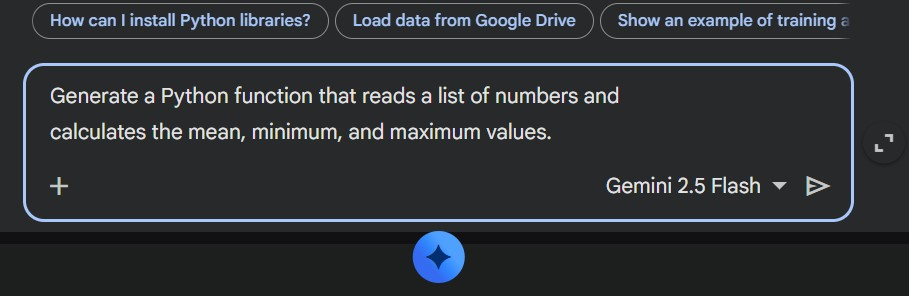 How can I install Python libraries?
Load data from Google Drive
Show an example of training a
Generate a Python function that reads a list of numbers and
calculates the mean, minimum, and maximum values.
Gemini 2.5 Flash